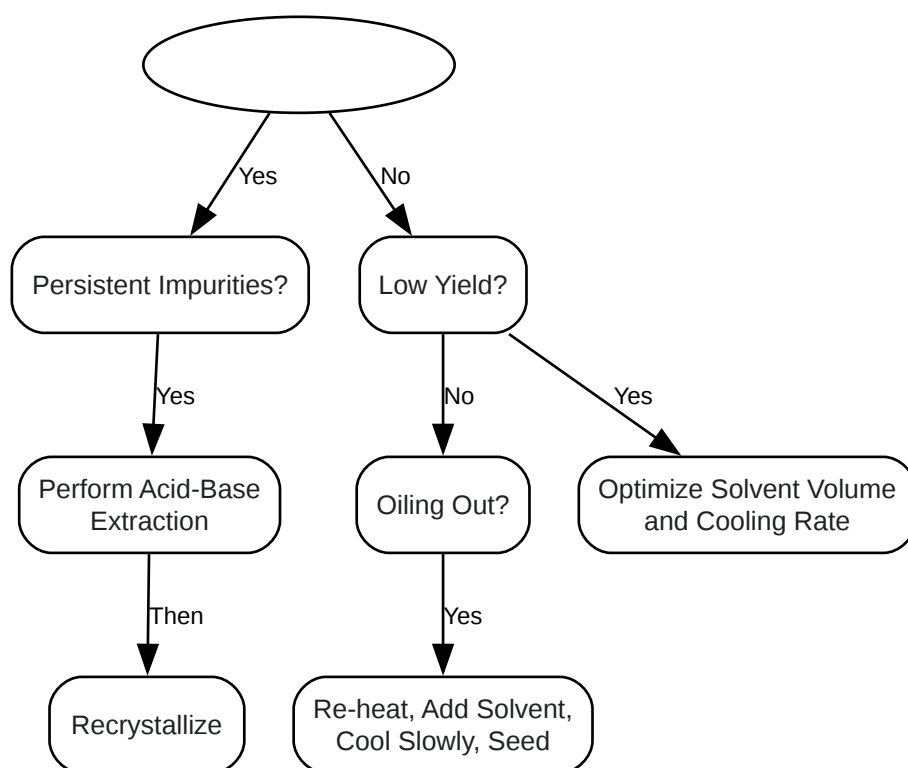 Yes
No
Persistent Impurities?
Low Yield?
Yes
No
Yes
Perform Acid-Base
Extraction
Oiling Out?
Optimize Solvent Volume
and Cooling Rate
Then
Yes
Recrystallize
Re-heat, Add Solvent,
Cool Slowly, Seed